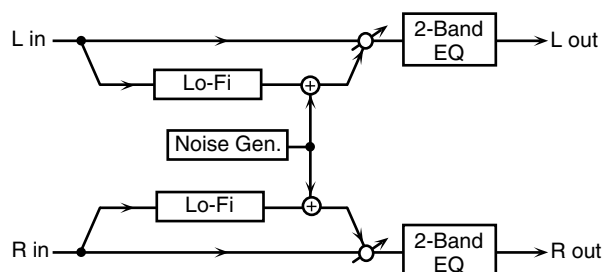 L in
2-Band
EQ
L out
Lo-Fi
+
Noise Gen.
Lo-Fi
+
R in
2-Band
EQ
R out